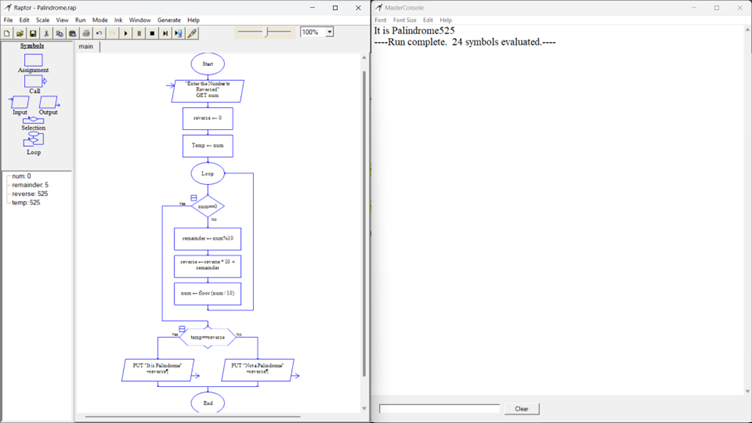 Raptor - Palindrome.rap
File Edit Scale View Run Mode Ink Window Generate Help
100%
Symbols
Assignment
Call
Input Output
Selection
Loop
num: 0
remainder: 5
reverse: 525
temp: 525
main
Start
"Enter the Number to
Reversed"
GET num
reverse ← 0
Temp ← num
Loop
Yes
num==0
No
remainder ← num%10
reverse ← reverse * 10 +
remainder
num ← floor (num / 10)
Yes
temp==reverse
No
PUT "It is Palindrome"
+reverse¶
PUT "Not a Palindrome"
+reverse¶
End
MasterConsole
Font Font Size Edit Help
It is Palindrome525
----Run complete. 24 symbols evaluated.----
Clear